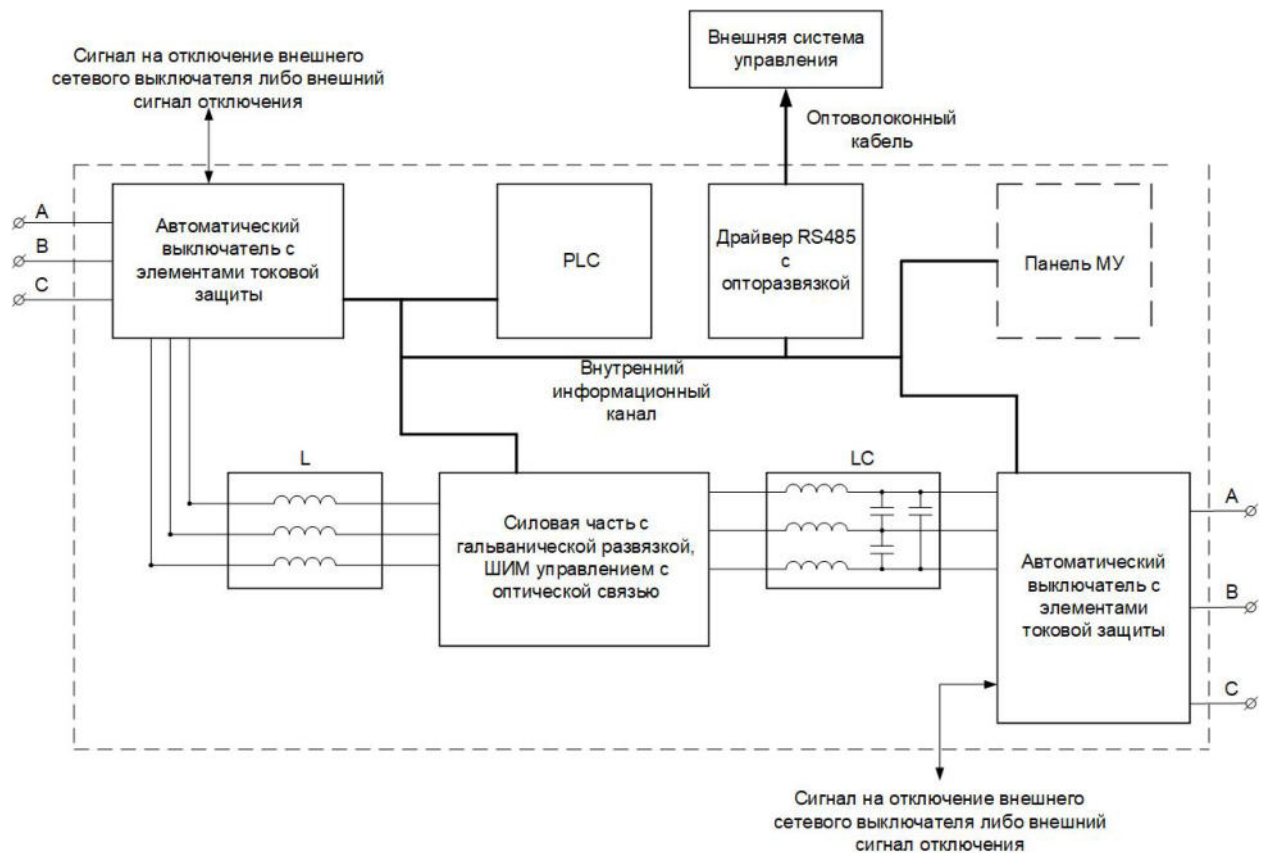 Внешняя система
управления
Сигнал на отключение внешнего
сетевого выключателя либо внешний
сигнал отключения
Оптоволоконный
кабель
A
B
C
Автоматический
выключатель с
элементами токовой
защиты
PLC
Драйвер RS485
с
опторазвязкой
Панель МУ
Внутренний
информационный
канал
L
LC
Силовая часть с
гальванической развязкой,
ШИМ управлением с
оптической связью
Автоматический
выключатель с
элементами
токовой защиты
A
B
C
Сигнал на отключение внешнего
сетевого выключателя либо внешний
сигнал отключения